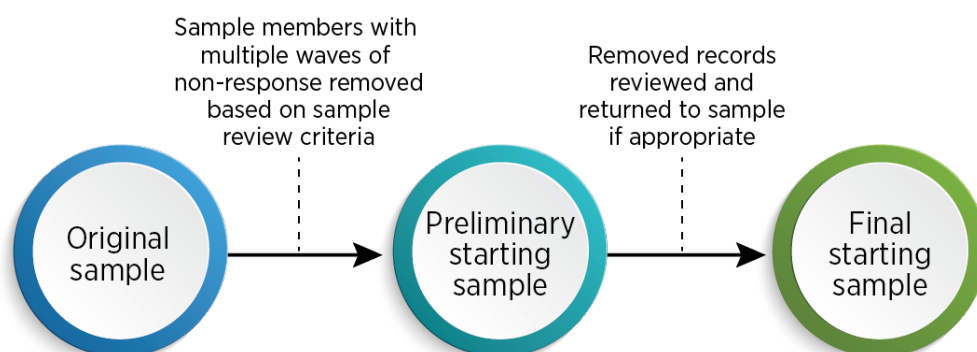 Sample members with
multiple waves of
non-response removed
based on sample
review criteria
Removed records
reviewed and
returned to sample
if appropriate
Original
sample
Preliminary
starting
sample
Final
starting
sample